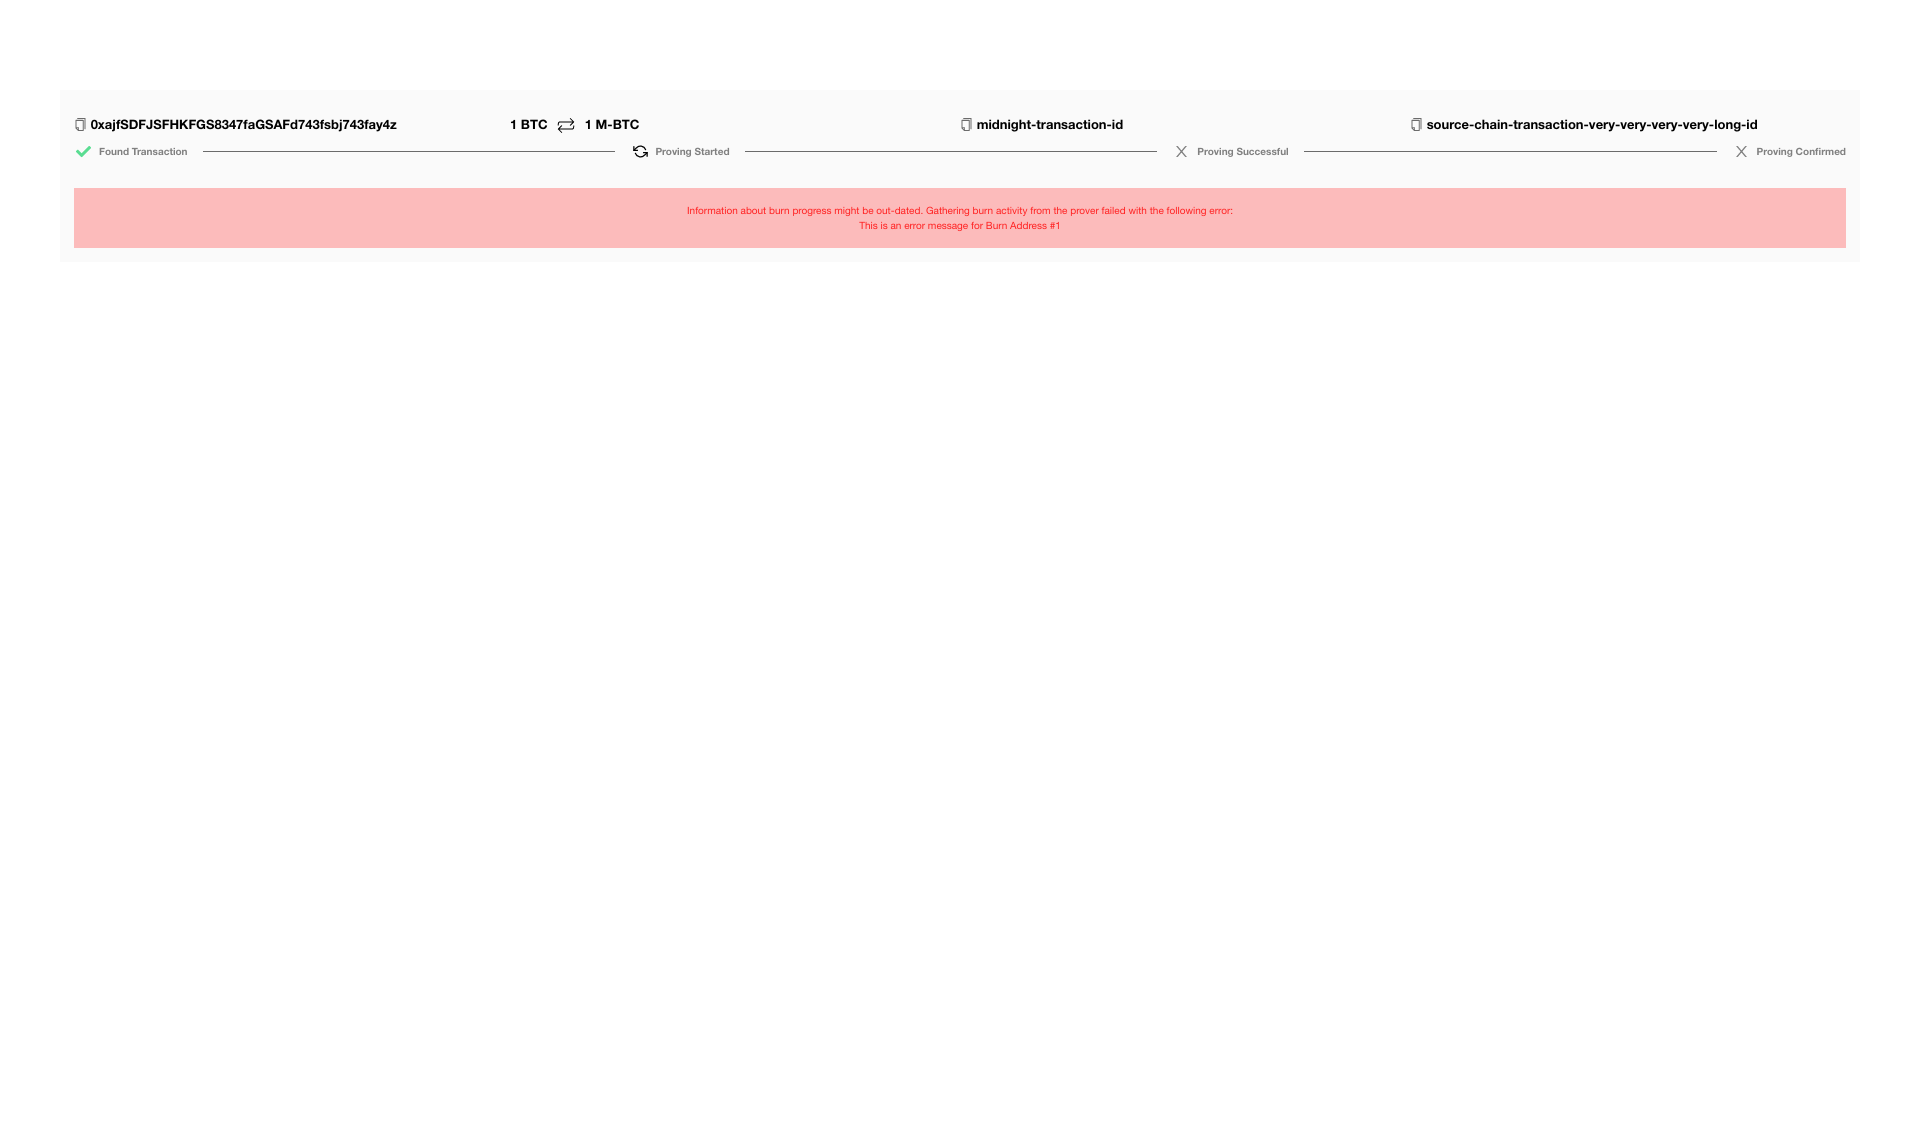 0xajfSDFJSFHKFGS8347faGSAFd743fsbj743fay4z 1 BTC 1 M-BTC midnight-transaction-id source-chain-transaction-very-very-very-very-long-id
Found Transaction Proving Started Proving Successful Proving Confirmed
Information about burn progress might be out-dated. Gathering burn activity from the prover failed with the following error:
This is an error message for Burn Address #1